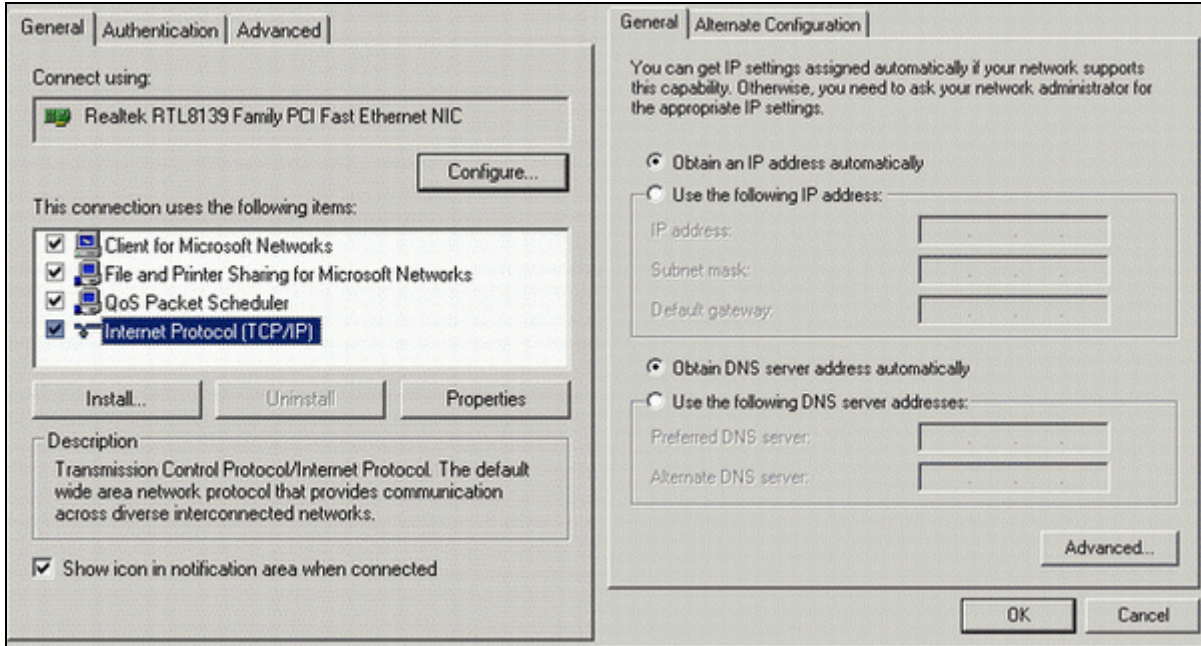 General Authentication Advanced
Connect using:
Realtek RTL8139 Family PCI Fast Ethernet NIC
Configure...
This connection uses the following items:
Client for Microsoft Networks
File and Printer Sharing for Microsoft Networks
QoS Packet Scheduler
Internet Protocol (TCP/IP)
Install... Uninstall Properties
Description
Transmission Control Protocol/Internet Protocol. The default
wide area network protocol that provides communication
across diverse interconnected networks.
Show icon in notification area when connected
General Alternate Configuration
You can get IP settings assigned automatically if your network supports
this capability. Otherwise, you need to ask your network administrator for
the appropriate IP settings.
Obtain an IP address automatically
Use the following IP address:
IP address:
Subnet mask:
Default gateway:
Obtain DNS server address automatically
Use the following DNS server addresses:
Preferred DNS server:
Alternate DNS server:
Advanced...
OK Cancel